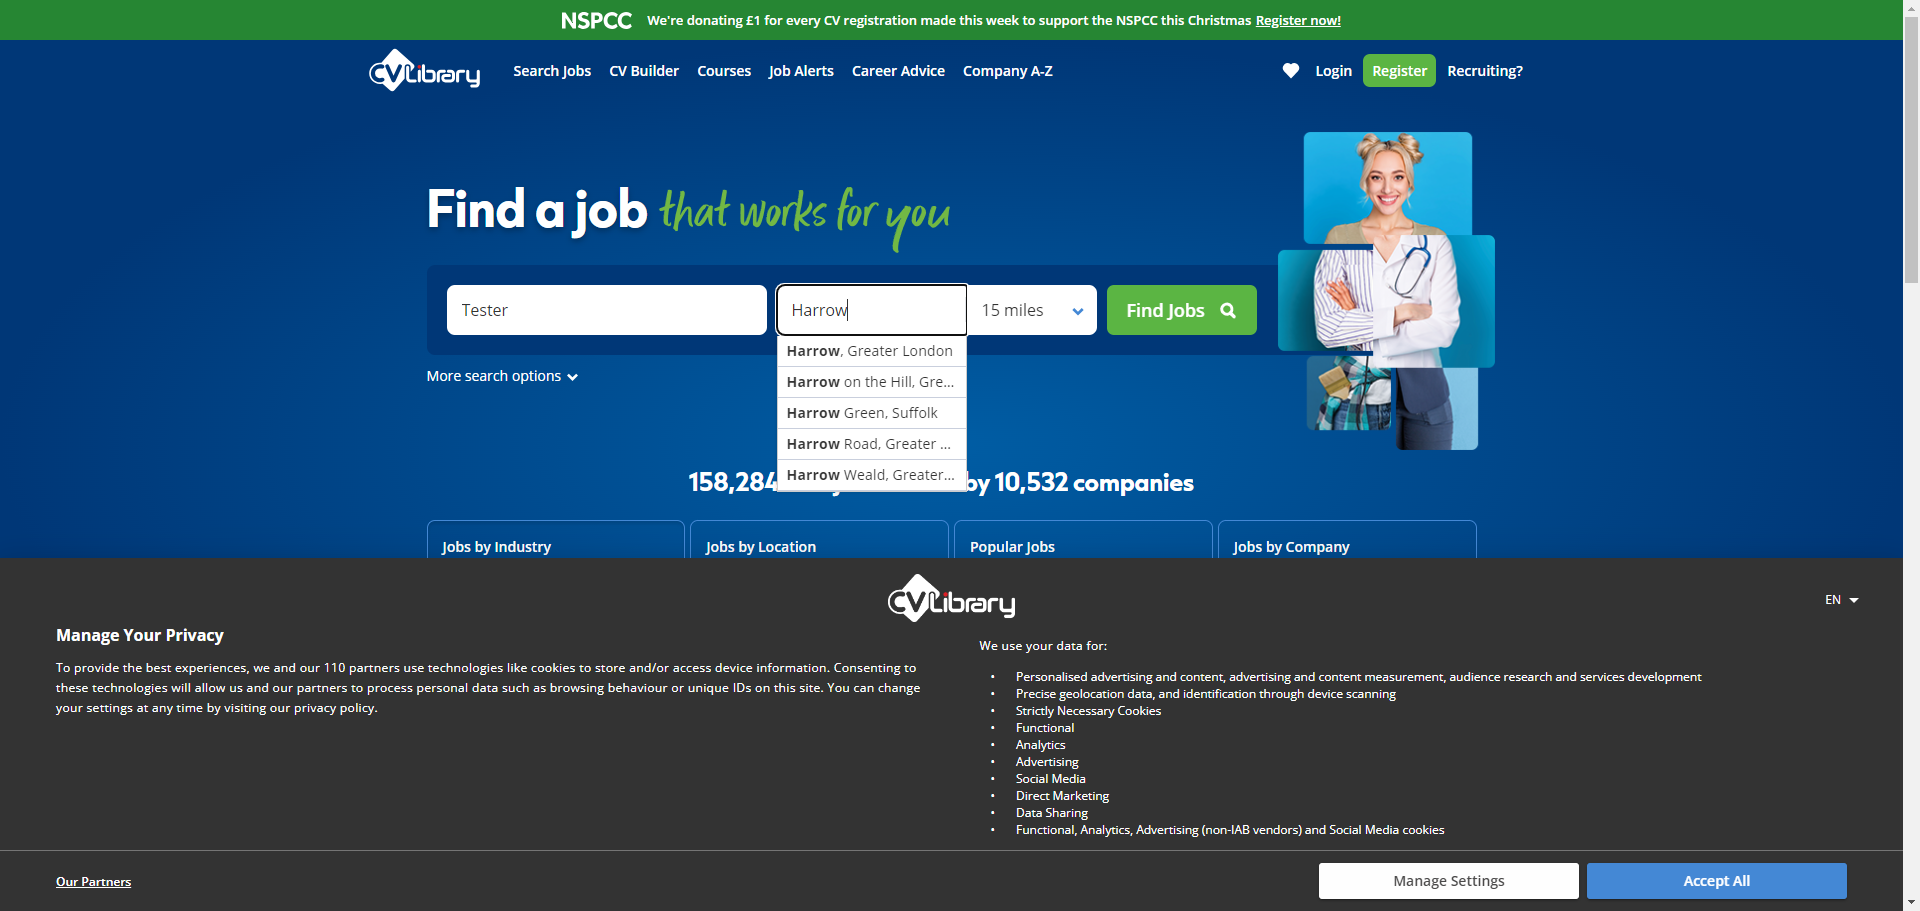 NSPCC We're donating £1 for every CV registration made this week to support the NSPCC this Christmas Register now!
CVLibrary Search Jobs CV Builder Courses Job Alerts Career Advice Company A-Z Login Register Recruiting?
Find a job that works for you
Tester Harrow 15 miles Find Jobs
Harrow, Greater London
More search options Harrow on the Hill, Gre...
Harrow Green, Suffolk
Harrow Road, Greater ...
Harrow Weald, Greater...
158,284 by 10,532 companies
Jobs by Industry Jobs by Location Popular Jobs Jobs by Company
CVLibrary
EN
Manage Your Privacy
To provide the best experiences, we and our 110 partners use technologies like cookies to store and/or access device information. Consenting to
these technologies will allow us and our partners to process personal data such as browsing behaviour or unique IDs on this site. You can change
your settings at any time by visiting our privacy policy.
We use your data for:
• Personalised advertising and content, advertising and content measurement, audience research and services development
• Precise geolocation data, and identification through device scanning
• Strictly Necessary Cookies
• Functional
• Analytics
• Advertising
• Social Media
• Direct Marketing
• Data Sharing
• Functional, Analytics, Advertising (non-IAB vendors) and Social Media cookies
Our Partners Manage Settings Accept All